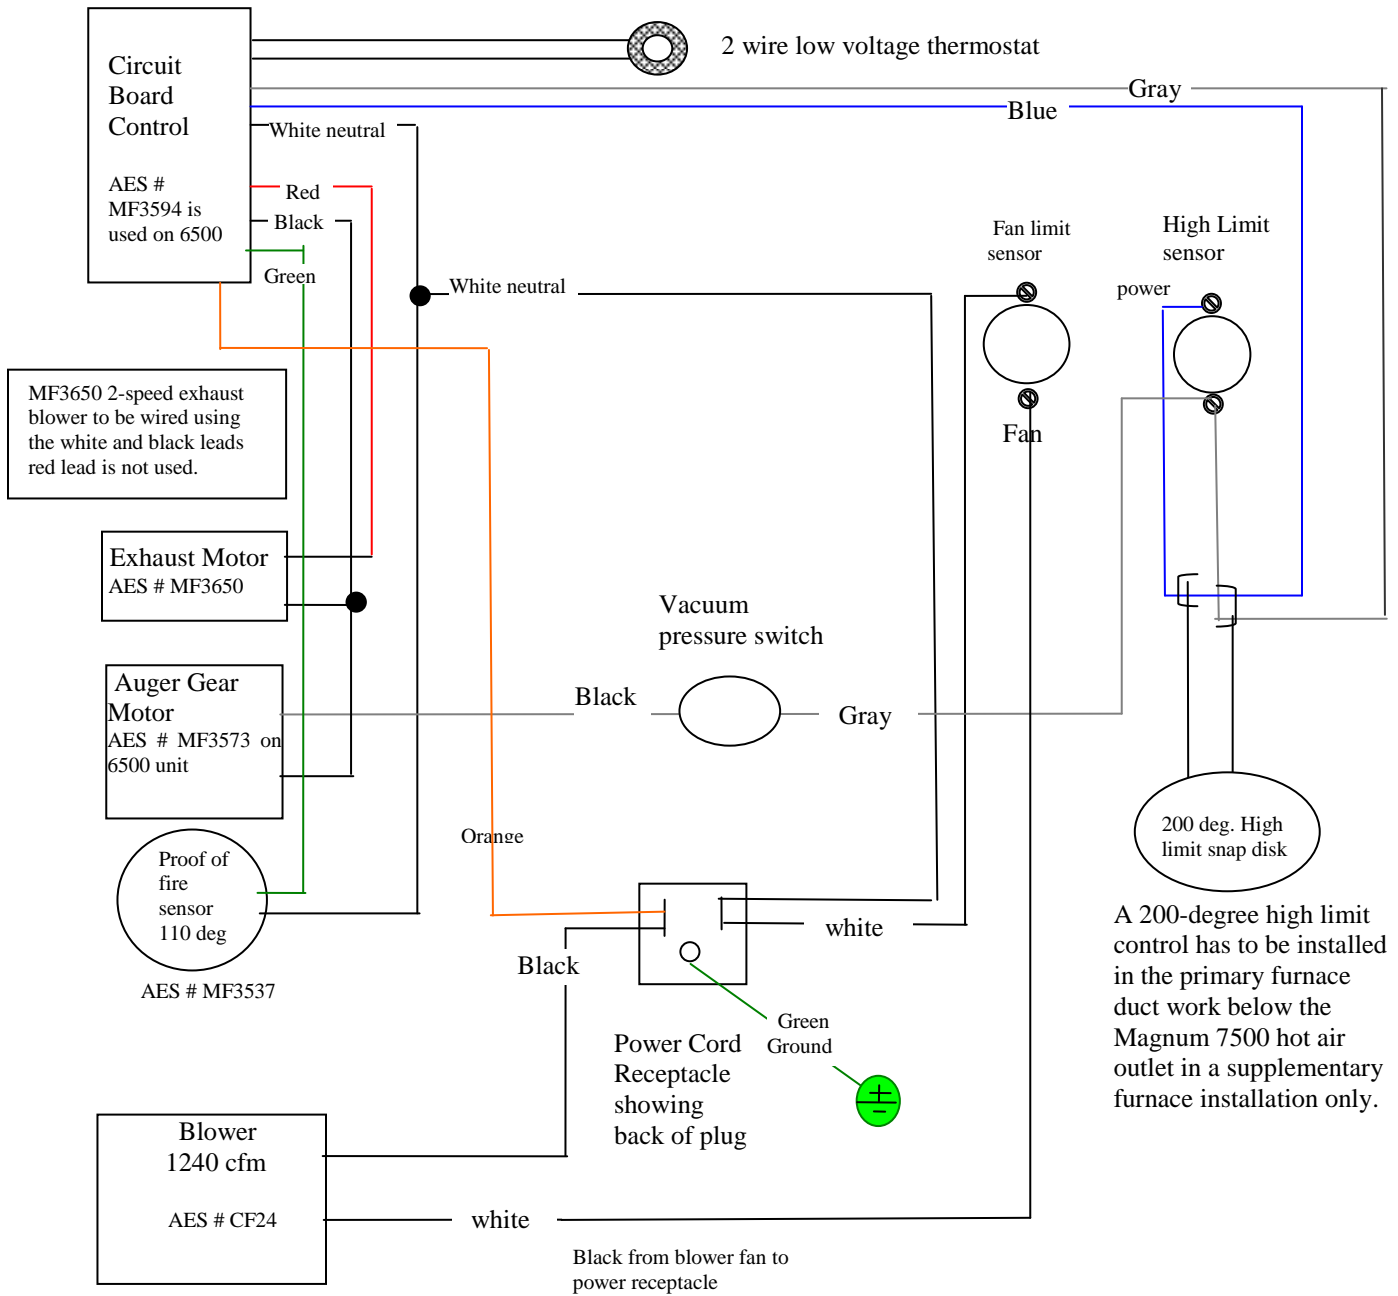 2 wire low voltage thermostat
Circuit
Board
Control
AES #
MF3594 is
used on 6500
Gray
Blue
White neutral
Red
Black
Green
White neutral
Fan limit
sensor
High Limit
sensor
power
Fan
MF3650 2-speed exhaust
blower to be wired using
the white and black leads
red lead is not used.
Exhaust Motor
AES # MF3650
Vacuum
pressure switch
Auger Gear
Motor
AES # MF3573 on
6500 unit
Black
Gray
Orange
Proof of
fire
sensor
110 deg
AES # MF3537
200 deg. High
limit snap disk
white
Black
Green
Ground
Power Cord
Receptacle
showing
back of plug
A 200-degree high limit
control has to be installed
in the primary furnace
duct work below the
Magnum 7500 hot air
outlet in a supplementary
furnace installation only.
Blower
1240 cfm
AES # CF24
white
Black from blower fan to
power receptacle